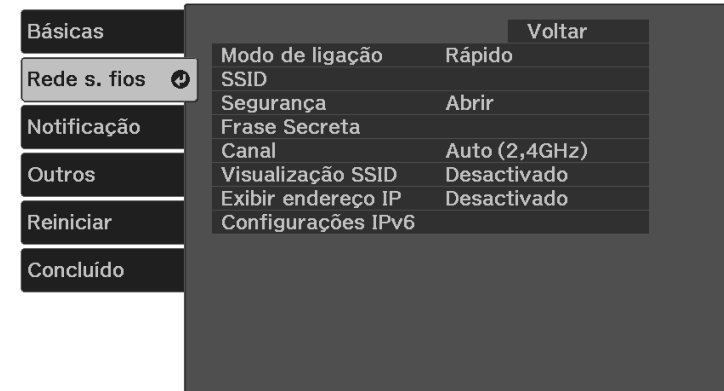 Básicas
Rede s. fios
Notificação
Outros
Reiniciar
Concluído
Voltar
Modo de ligação Rápido
SSID
Segurança Abrir
Frase Secreta
Canal Auto (2,4GHz)
Visualização SSID Desactivado
Exibir endereço IP Desactivado
Configurações IPv6